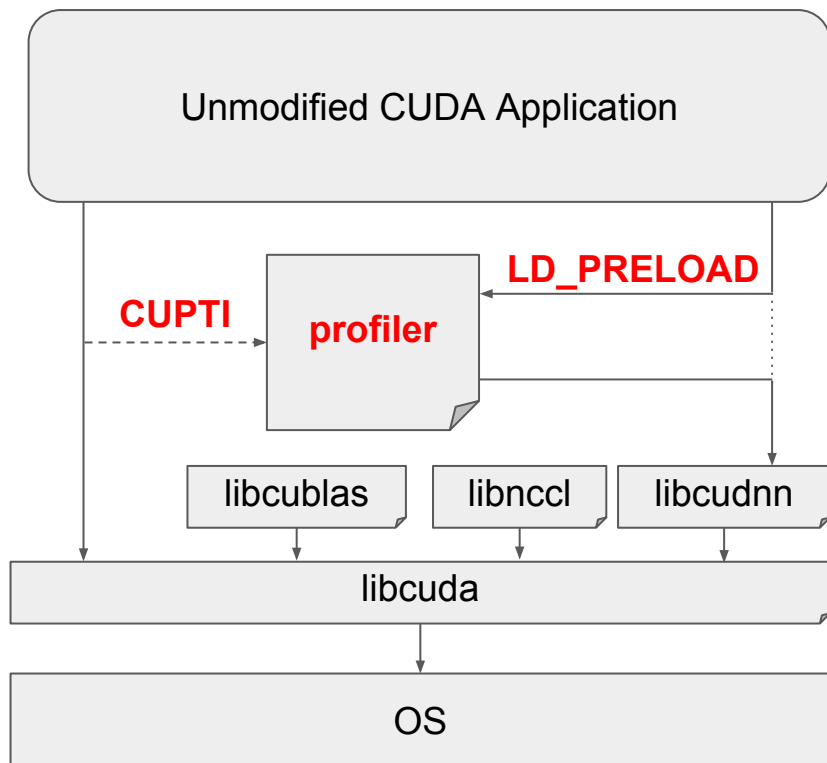 Unmodified CUDA Application
LD_PRELOAD
CUPTI
profiler
libcublas
libnccl
libcudnn
libcuda
OS